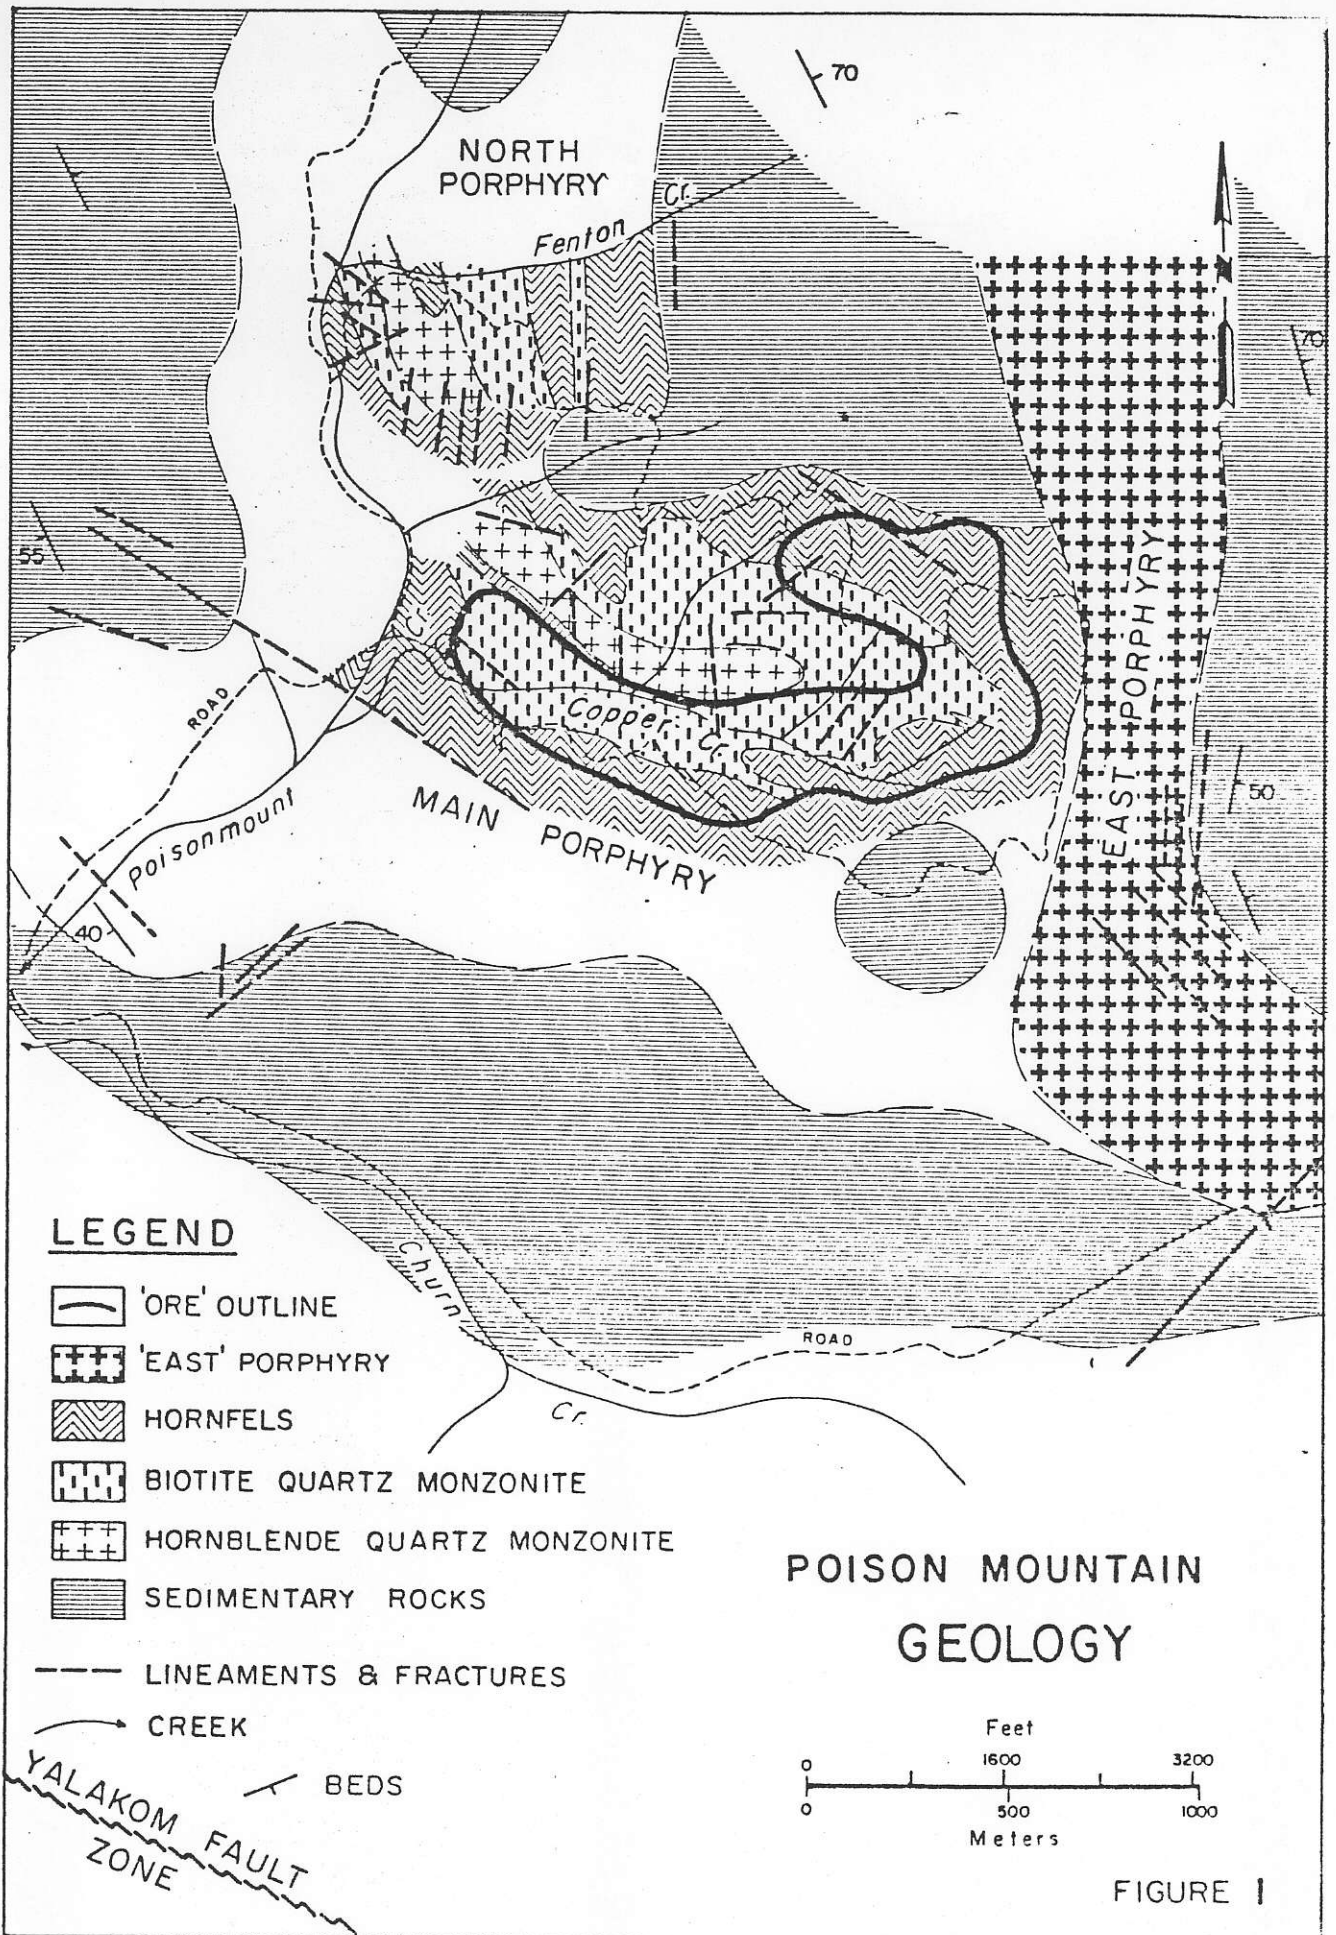 70
NORTH
PORPHYRY
Cr.
Fenton
70
55
EAST PORPHYRY
Cr.
ROAD
Copper
Cr.
50
MAIN PORPHYRY
Poisonmount
40
LEGEND
'ORE' OUTLINE
'EAST' PORPHYRY
HORNFELS
BIOTITE QUARTZ MONZONITE
HORNBLENDE QUARTZ MONZONITE
SEDIMENTARY ROCKS
LINEAMENTS & FRACTURES
CREEK
BEDS
YALAKOM FAULT
ZONE
Churn
Cr.
ROAD
POISON MOUNTAIN
GEOLOGY
Feet
0 1600 3200
0 500 1000
Meters
FIGURE 1